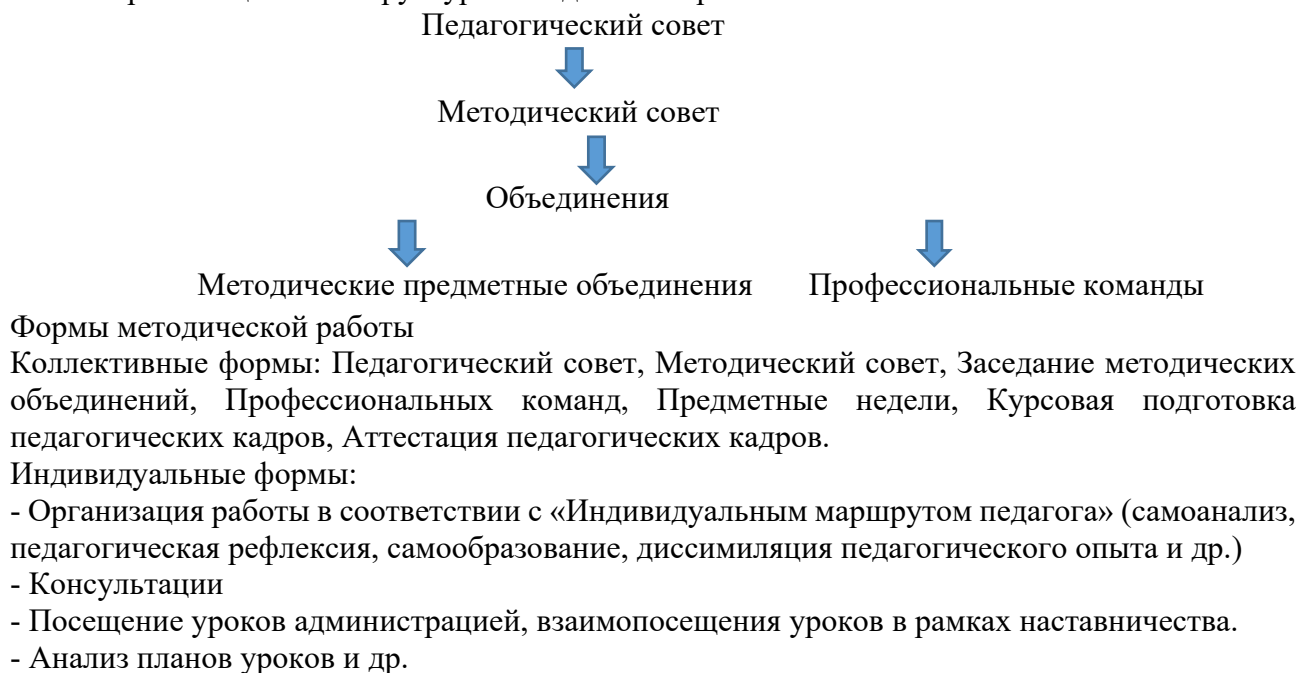 Педагогический совет
Методический совет
Объединения
Методические предметные объединения Профессиональные команды
Формы методической работы
Коллективные формы: Педагогический совет, Методический совет, Заседание методических
объединений, Профессиональных команд, Предметные недели, Курсовая подготовка
педагогических кадров, Аттестация педагогических кадров.
Индивидуальные формы:
- Организация работы в соответствии с «Индивидуальным маршрутом педагога» (самоанализ,
педагогическая рефлексия, самообразование, диссимиляция педагогического опыта и др.)
- Консультации
- Посещение уроков администрацией, взаимопосещения уроков в рамках наставничества.
- Анализ планов уроков и др.